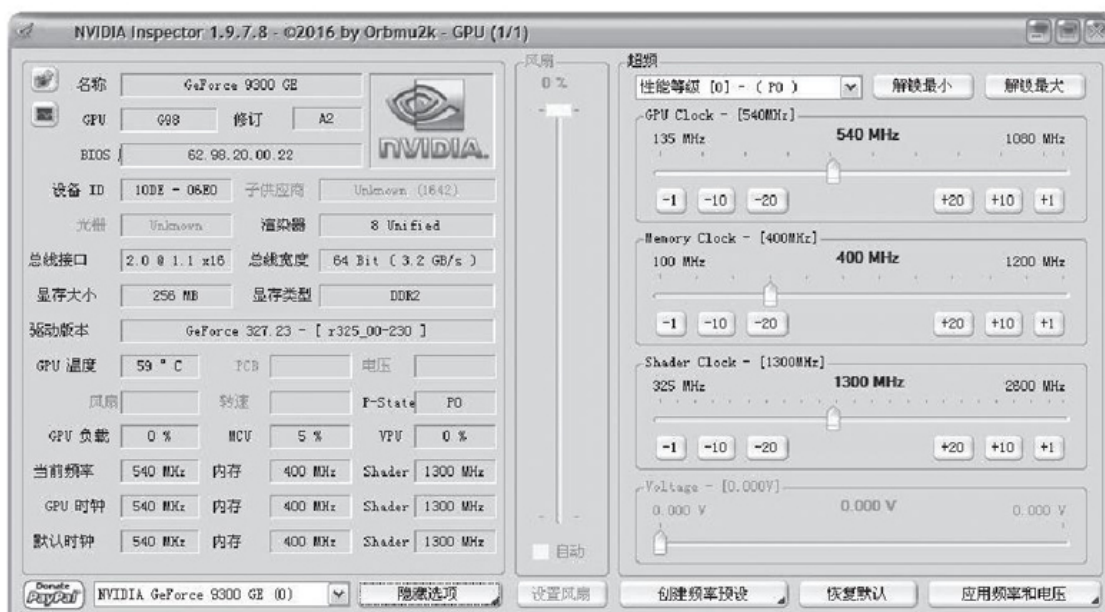 NVIDIA Inspector 1.9.7.8 - ©2016 by Orbmu2k - GPU (1/1)
名称 GeForce 9300 GE
GPU G98 修订 A2
BIOS 62.98.20.00.22
NVIDIA.
设备 ID 10DE - 06E0 子供应商 Unknown (1642)
光栅 Unknown 渲染器 8 Unified
总线接口 2.0 @ 1.1 x16 总线宽度 64 Bit ( 3.2 GB/s )
显存大小 256 MB 显存类型 DDR2
驱动版本 GeForce 327.23 - [ r325_00-230 ]
GPU 温度 59 ° C PCB 电压
风扇 转速 P-State P0
GPU 负载 0 % MCU 5 % VPU 0 %
当前频率 540 MHz 内存 400 MHz Shader 1300 MHz
GPU 时钟 540 MHz 内存 400 MHz Shader 1300 MHz
默认时钟 540 MHz 内存 400 MHz Shader 1300 MHz
Donate PayPal NVIDIA GeForce 9300 GE (0) 隐藏选项
风扇
0 %
自动
设置风扇
超频
性能等级 [0] - ( P0 ) 解锁最小 解锁最大
GPU Clock - [540MHz]
135 MHz 540 MHz 1080 MHz
-1 -10 -20 +20 +10 +1
Memory Clock - [400MHz]
100 MHz 400 MHz 1200 MHz
-1 -10 -20 +20 +10 +1
Shader Clock - [1300MHz]
325 MHz 1300 MHz 2600 MHz
-1 -10 -20 +20 +10 +1
Voltage - [0.000V]
0.000 V 0.000 V 0.000 V
创建频率预设 恢复默认 应用频率和电压